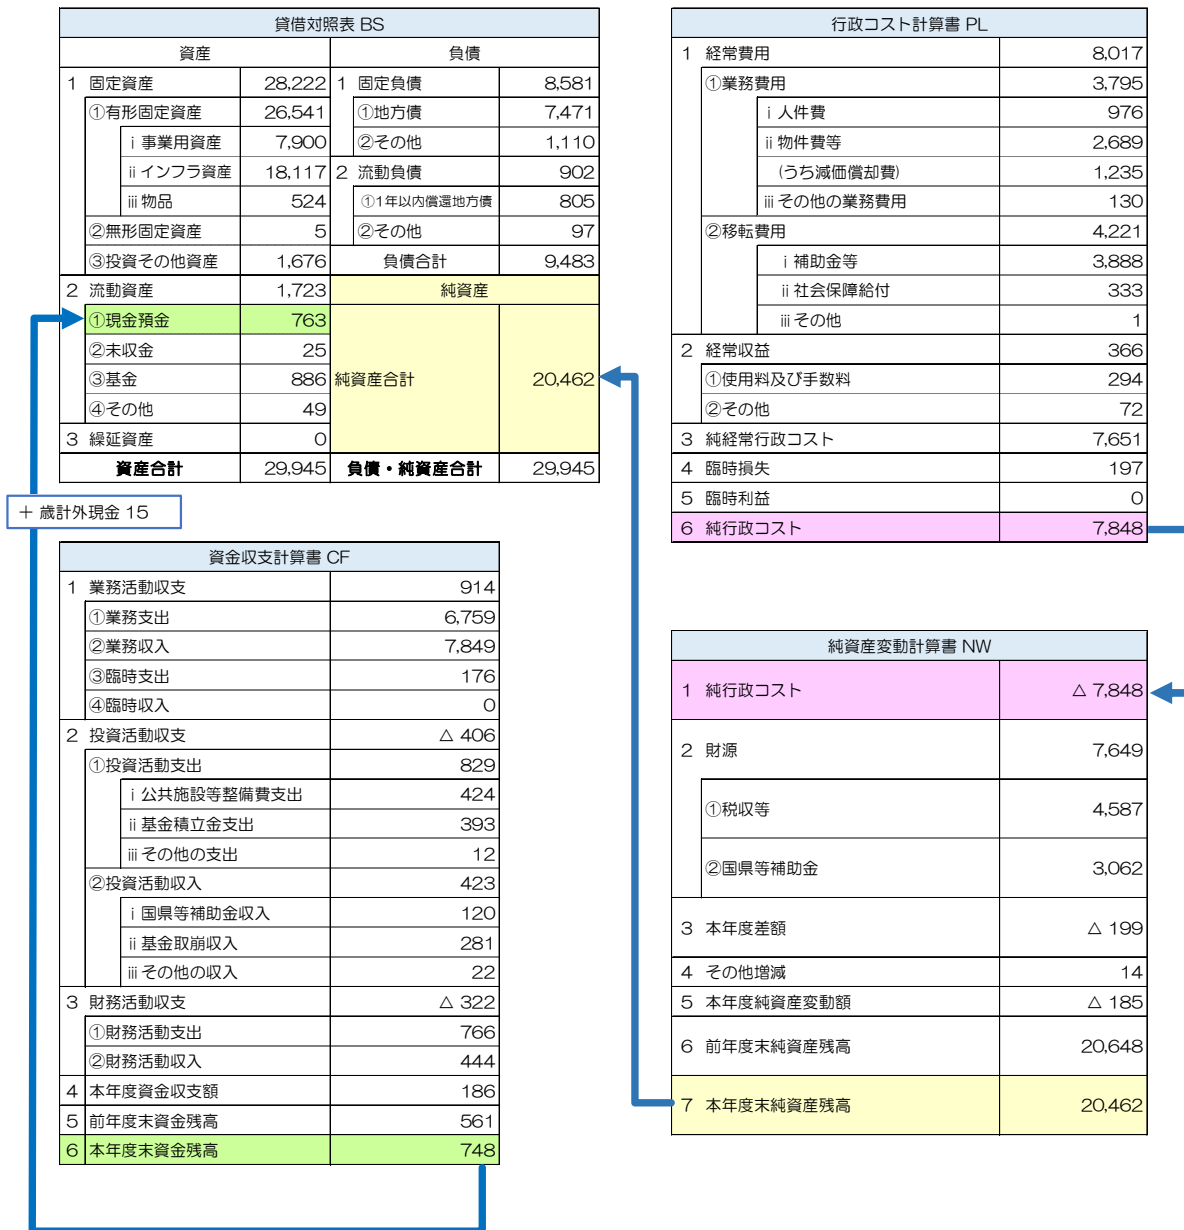 貸借対照表 BS
資産 負債
1 固定資産 28,222 1 固定負債 8,581
①有形固定資産 26,541 ①地方債 7,471
ⅰ事業用資産 7,900 ②その他 1,110
ⅱインフラ資産 18,117 2 流動負債 902
ⅲ物品 524 ①1年以内償還地方債 805
②無形固定資産 5 ②その他 97
③投資その他資産 1,676 負債合計 9,483
2 流動資産 1,723 純資産
①現金預金 763
②未収金 25
③基金 886 純資産合計 20,462
④その他 49
3 繰延資産 0
資産合計 29,945 負債・純資産合計 29,945
＋ 歳計外現金 15
資金収支計算書 CF
1 業務活動収支 914
①業務支出 6,759
②業務収入 7,849
③臨時支出 176
④臨時収入 0
2 投資活動収支 △ 406
①投資活動支出 829
ⅰ公共施設等整備費支出 424
ⅱ基金積立金支出 393
ⅲその他の支出 12
②投資活動収入 423
ⅰ国県等補助金収入 120
ⅱ基金取崩収入 281
ⅲその他の収入 22
3 財務活動収支 △ 322
①財務活動支出 766
②財務活動収入 444
4 本年度資金収支額 186
5 前年度末資金残高 561
6 本年度末資金残高 748
行政コスト計算書 PL
1 経常費用 8,017
①業務費用 3,795
ⅰ人件費 976
ⅱ物件費等 2,689
(うち減価償却費) 1,235
ⅲその他の業務費用 130
②移転費用 4,221
ⅰ補助金等 3,888
ⅱ社会保障給付 333
ⅲその他 1
2 経常収益 366
①使用料及び手数料 294
②その他 72
3 純経常行政コスト 7,651
4 臨時損失 197
5 臨時利益 0
6 純行政コスト 7,848
純資産変動計算書 NW
1 純行政コスト △ 7,848
2 財源 7,649
①税収等 4,587
②国県等補助金 3,062
3 本年度差額 △ 199
4 その他増減 14
5 本年度純資産変動額 △ 185
6 前年度末純資産残高 20,648
7 本年度末純資産残高 20,462